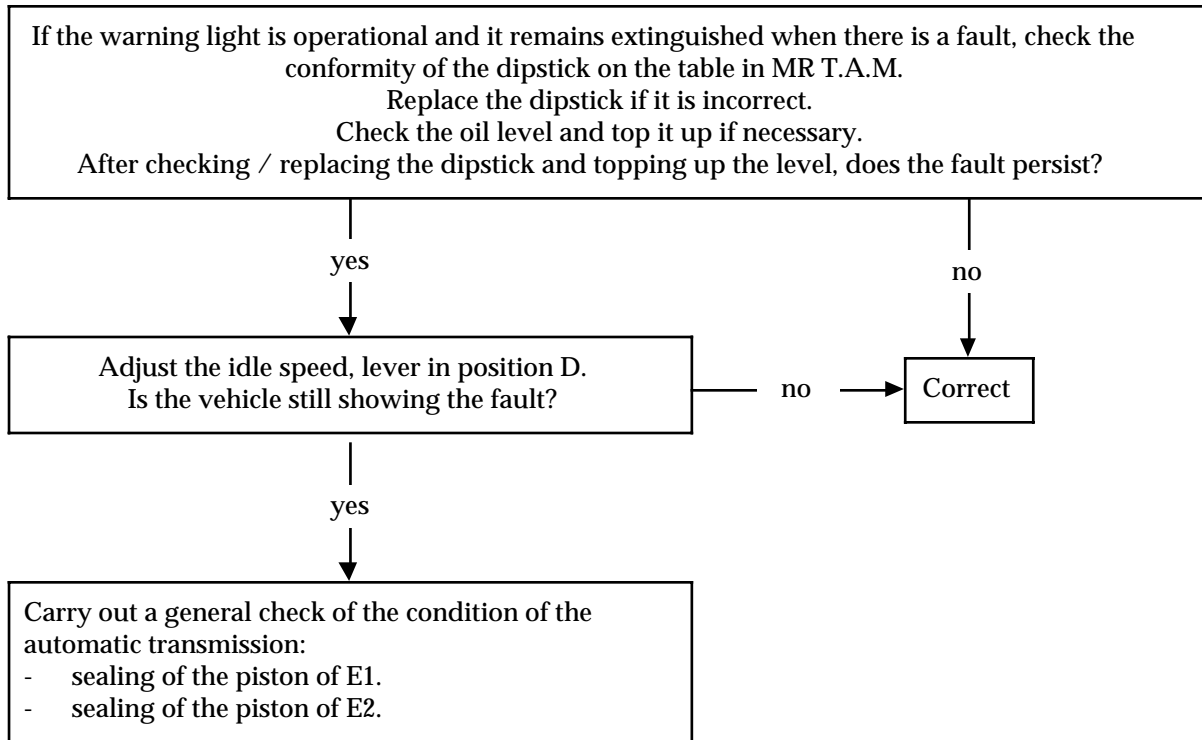 If the warning light is operational and it remains extinguished when there is a fault, check the
conformity of the dipstick on the table in MR T.A.M.
Replace the dipstick if it is incorrect.
Check the oil level and top it up if necessary.
After checking / replacing the dipstick and topping up the level, does the fault persist?
yes
no
Adjust the idle speed, lever in position D.
Is the vehicle still showing the fault?
no
Correct
yes
Carry out a general check of the condition of the
automatic transmission:
- sealing of the piston of E1.
- sealing of the piston of E2.